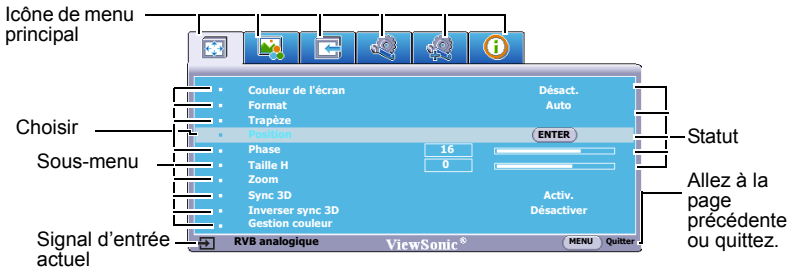 Icône de menu
principal
Couleur de l'écran Désact.
Format Auto
Trapèze
Choisir
Position ENTER
Statut
Phase 16
Sous-menu
Taille H 0
Zoom
Sync 3D Activ.
Inverser sync 3D Désactiver
Gestion couleur
Allez à la
page
précédente
ou quittez.
Signal d'entrée
actuel
RVB analogique ViewSonic® MENU Quitter